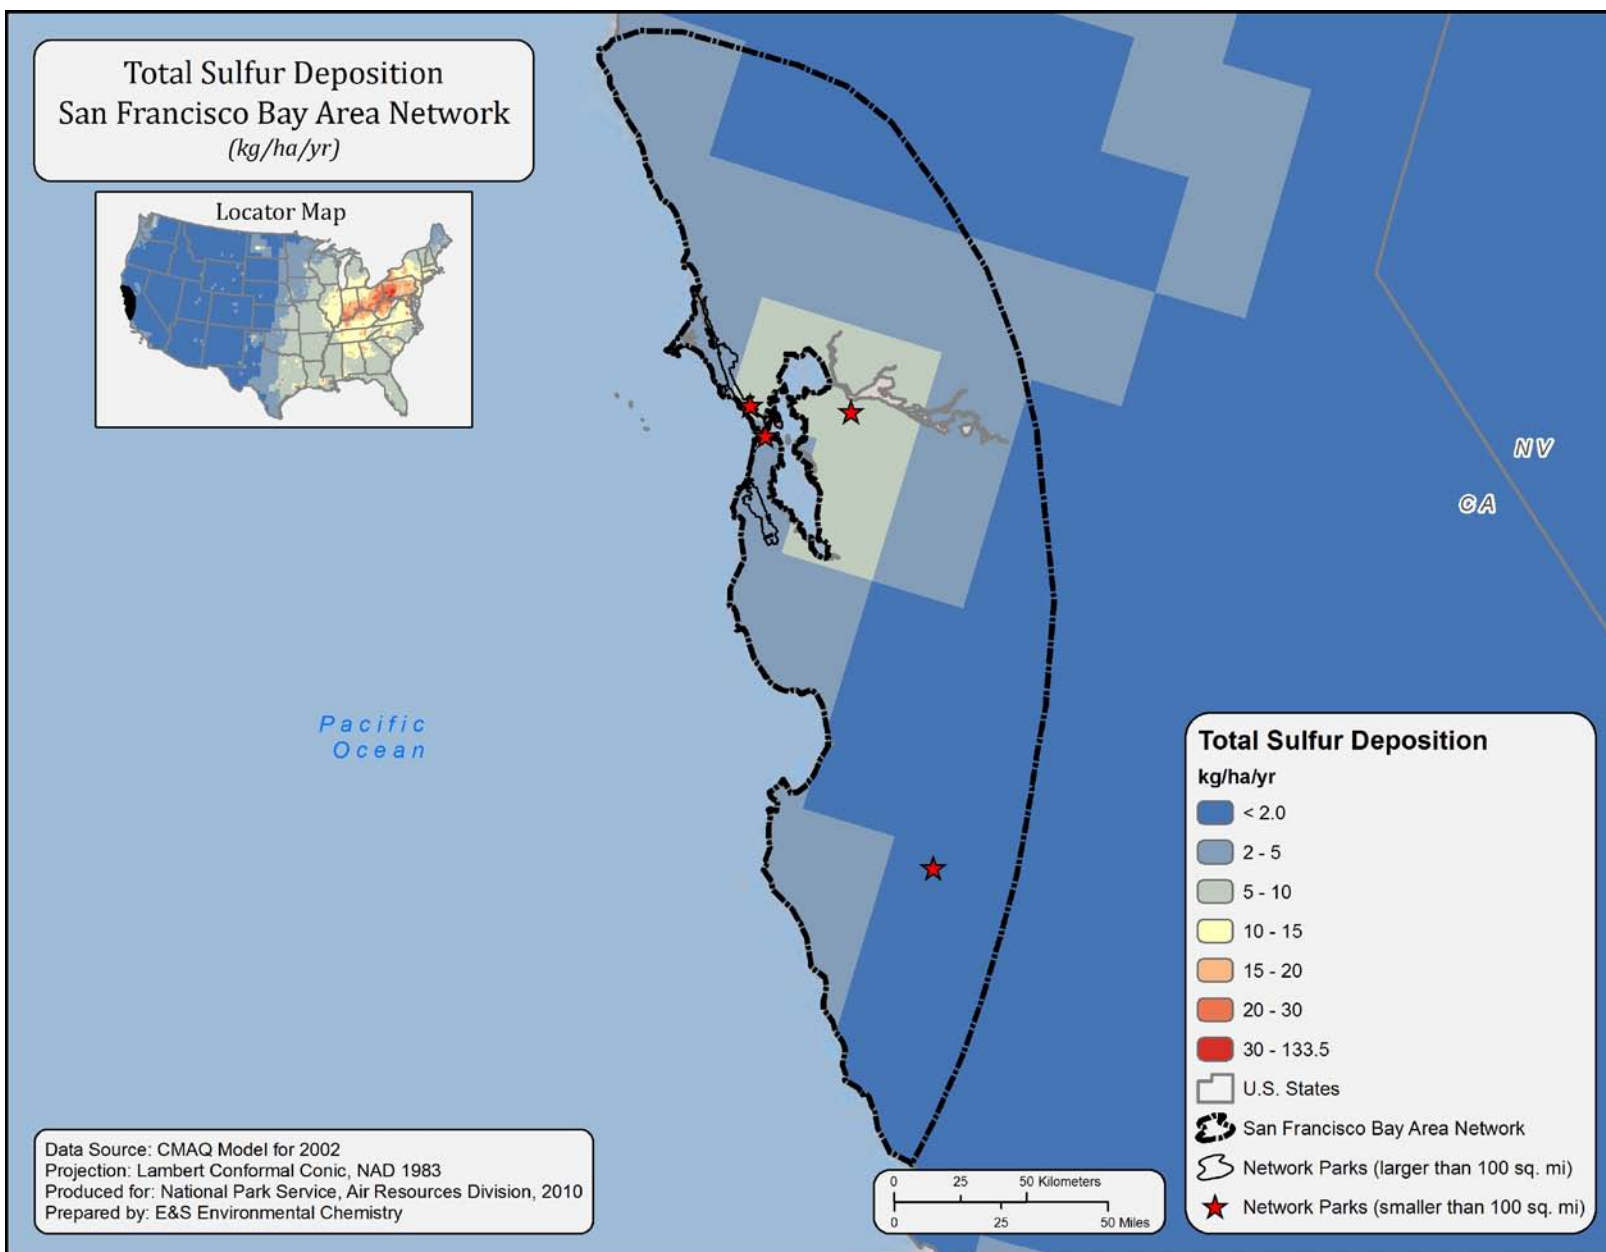 Total Sulfur Deposition
San Francisco Bay Area Network
(kg/ha/yr)
Locator Map
NV
CA
Pacific
Ocean
Total Sulfur Deposition
kg/ha/yr
< 2.0
2 - 5
5 - 10
10 - 15
15 - 20
20 - 30
30 - 133.5
U.S. States
San Francisco Bay Area Network
Network Parks (larger than 100 sq. mi)
Network Parks (smaller than 100 sq. mi)
Data Source: CMAQ Model for 2002
Projection: Lambert Conformal Conic, NAD 1983
Produced for: National Park Service, Air Resources Division, 2010
Prepared by: E&S Environmental Chemistry
0 25 50 Kilometers
0 25 50 Miles